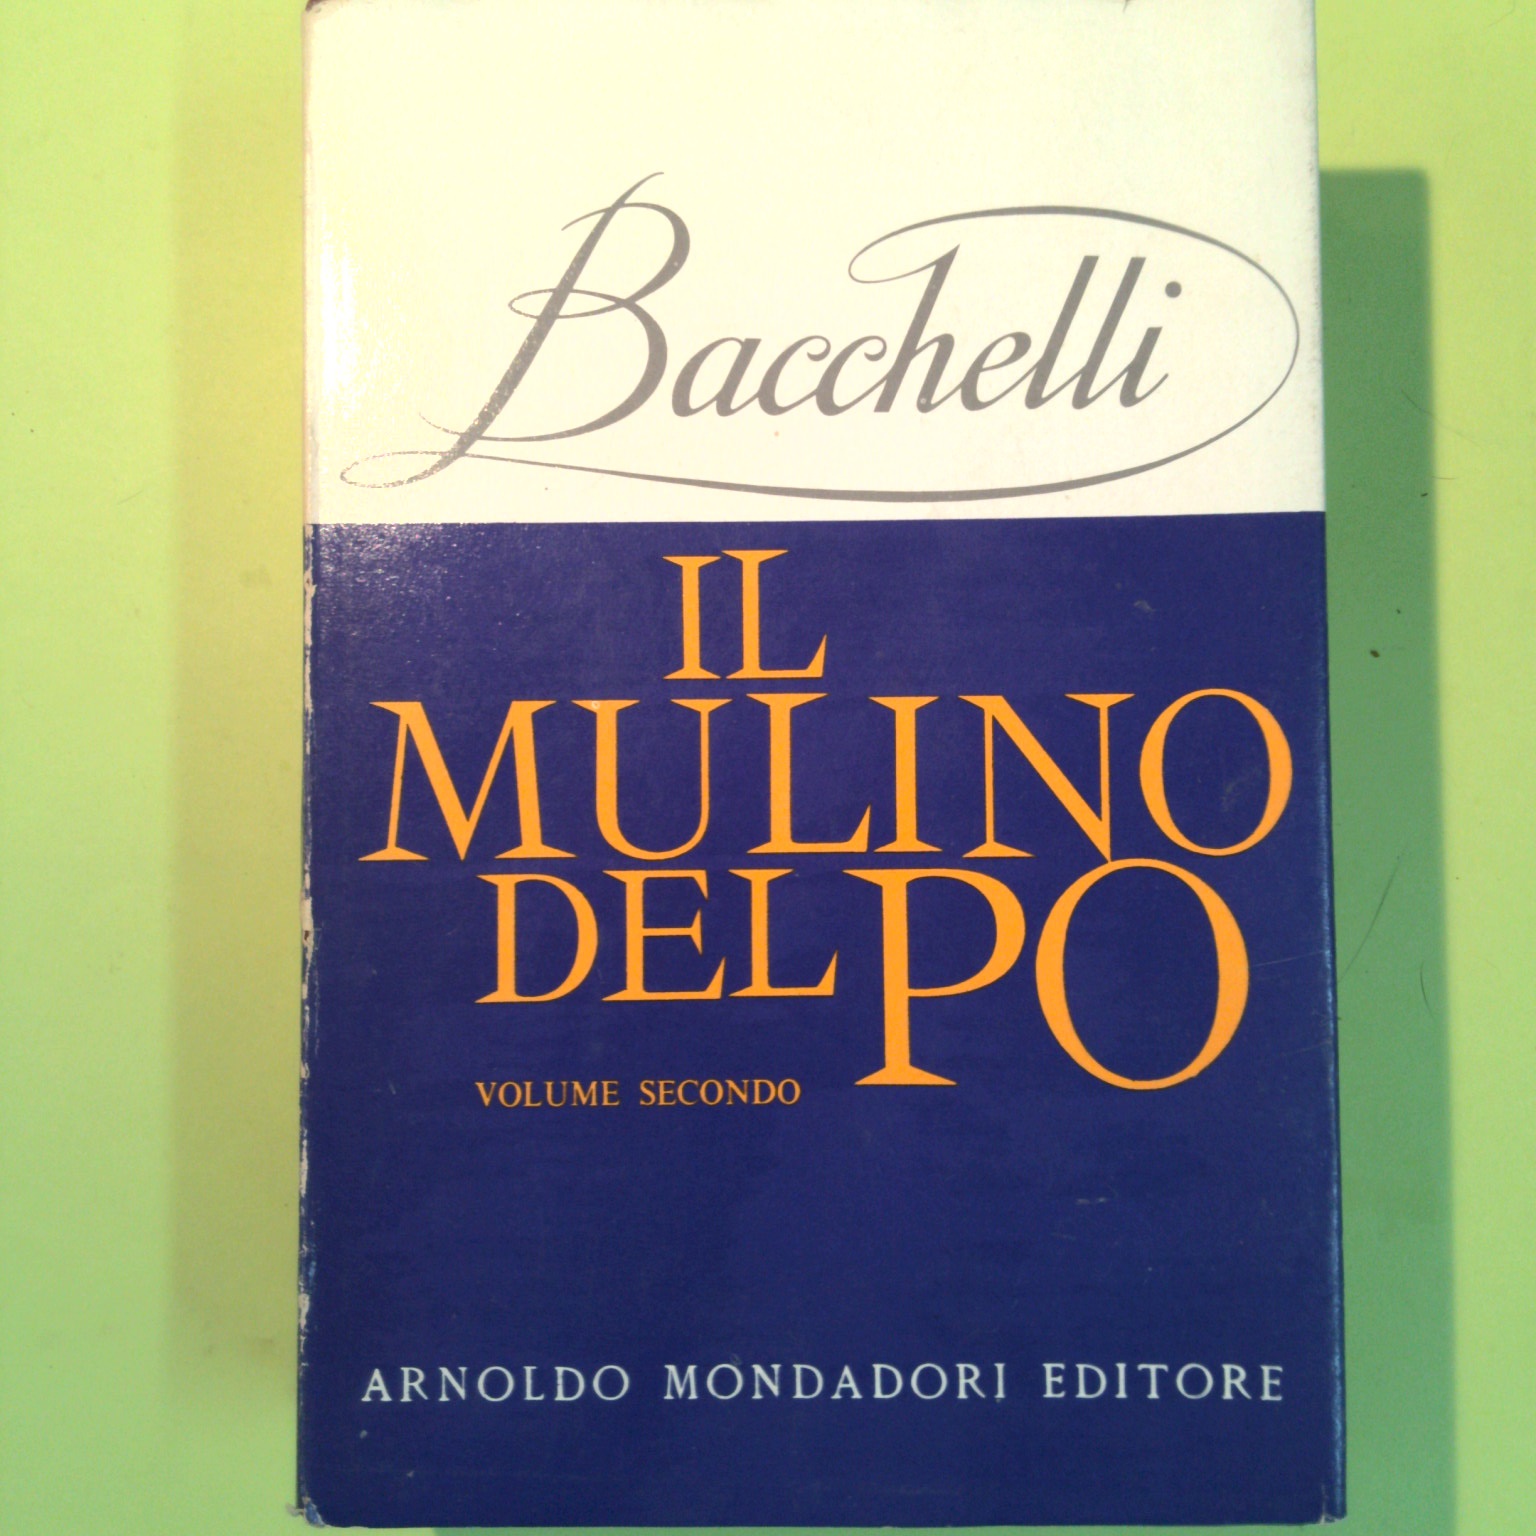 Bacchelli
IL
MULINO
DEL PO
VOLUME SECONDO
ARNOLDO MONDADORI EDITORE